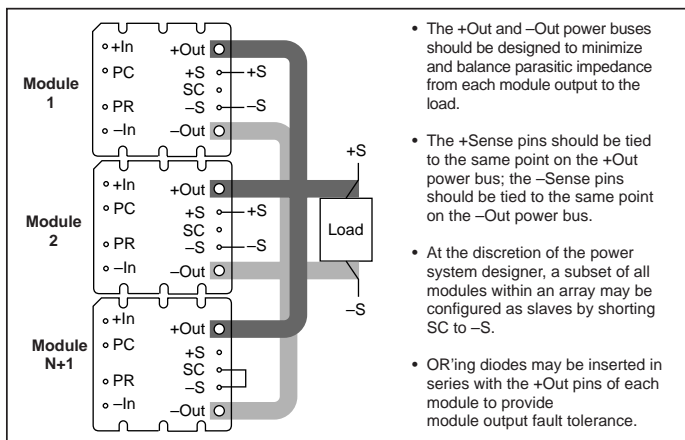 Module
1
+In
PC
PR
–In
+Out
+S
SC
–S
–Out
+S
–S
Module
2
+In
PC
PR
–In
+Out
+S
SC
–S
–Out
+S
–S
Module
N+1
+In
PC
PR
–In
+Out
+S
SC
–S
–Out
+S
Load
–S
• The +Out and –Out power buses
should be designed to minimize
and balance parasitic impedance
from each module output to the
load.
• The +Sense pins should be tied
to the same point on the +Out
power bus; the –Sense pins
should be tied to the same point
on the –Out power bus.
• At the discretion of the power
system designer, a subset of all
modules within an array may be
configured as slaves by shorting
SC to –S.
• OR'ing diodes may be inserted in
series with the +Out pins of each
module to provide
module output fault tolerance.